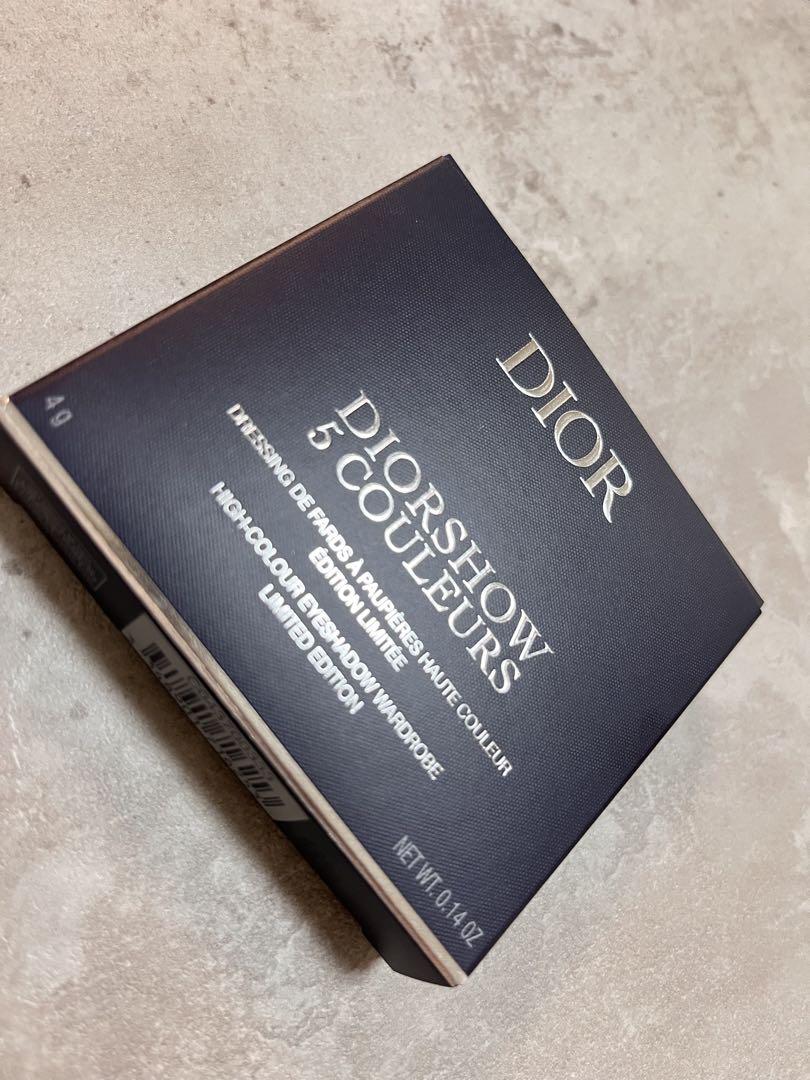 DIOR
DIORSHOW
5 COULEURS
DRESSING DE FARDS À PAUPIÈRES HAUTE COULEUR
ÉDITION LIMITÉE
HIGH-COLOUR EYESHADOW WARDROBE
LIMITED EDITION
4 g
NET WT. 0.14 OZ